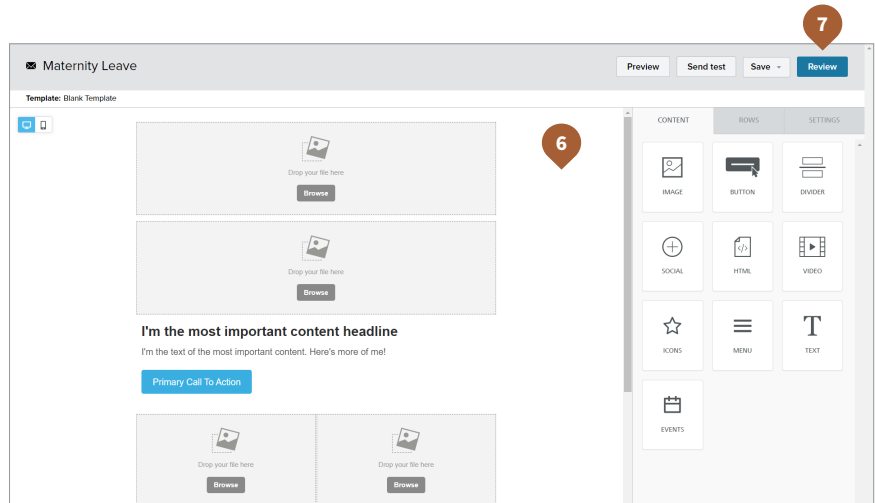 7
Maternity Leave
Preview
Send test
Save
Review
Template: Blank Template
CONTENT
ROWS
SETTINGS
6
Drop your file here
Browse
IMAGE
BUTTON
DIVIDER
Drop your file here
Browse
SOCIAL
HTML
VIDEO
I'm the most important content headline
I'm the text of the most important content. Here's more of me!
Primary Call To Action
ICONS
MENU
T
TEXT
EVENTS
Drop your file here
Browse
Drop your file here
Browse